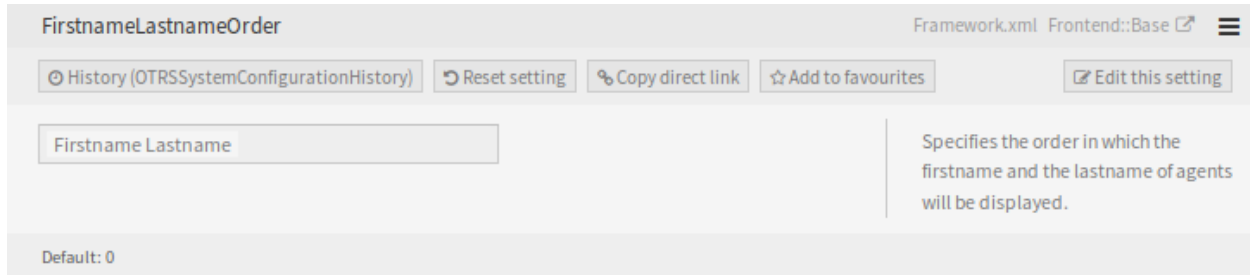 FirstnameLastnameOrder Framework.xml Frontend::Base
History (OTRSSystemConfigurationHistory) Reset setting Copy direct link Add to favourites Edit this setting
Firstname Lastname
Specifies the order in which the
firstname and the lastname of agents
will be displayed.
Default: 0